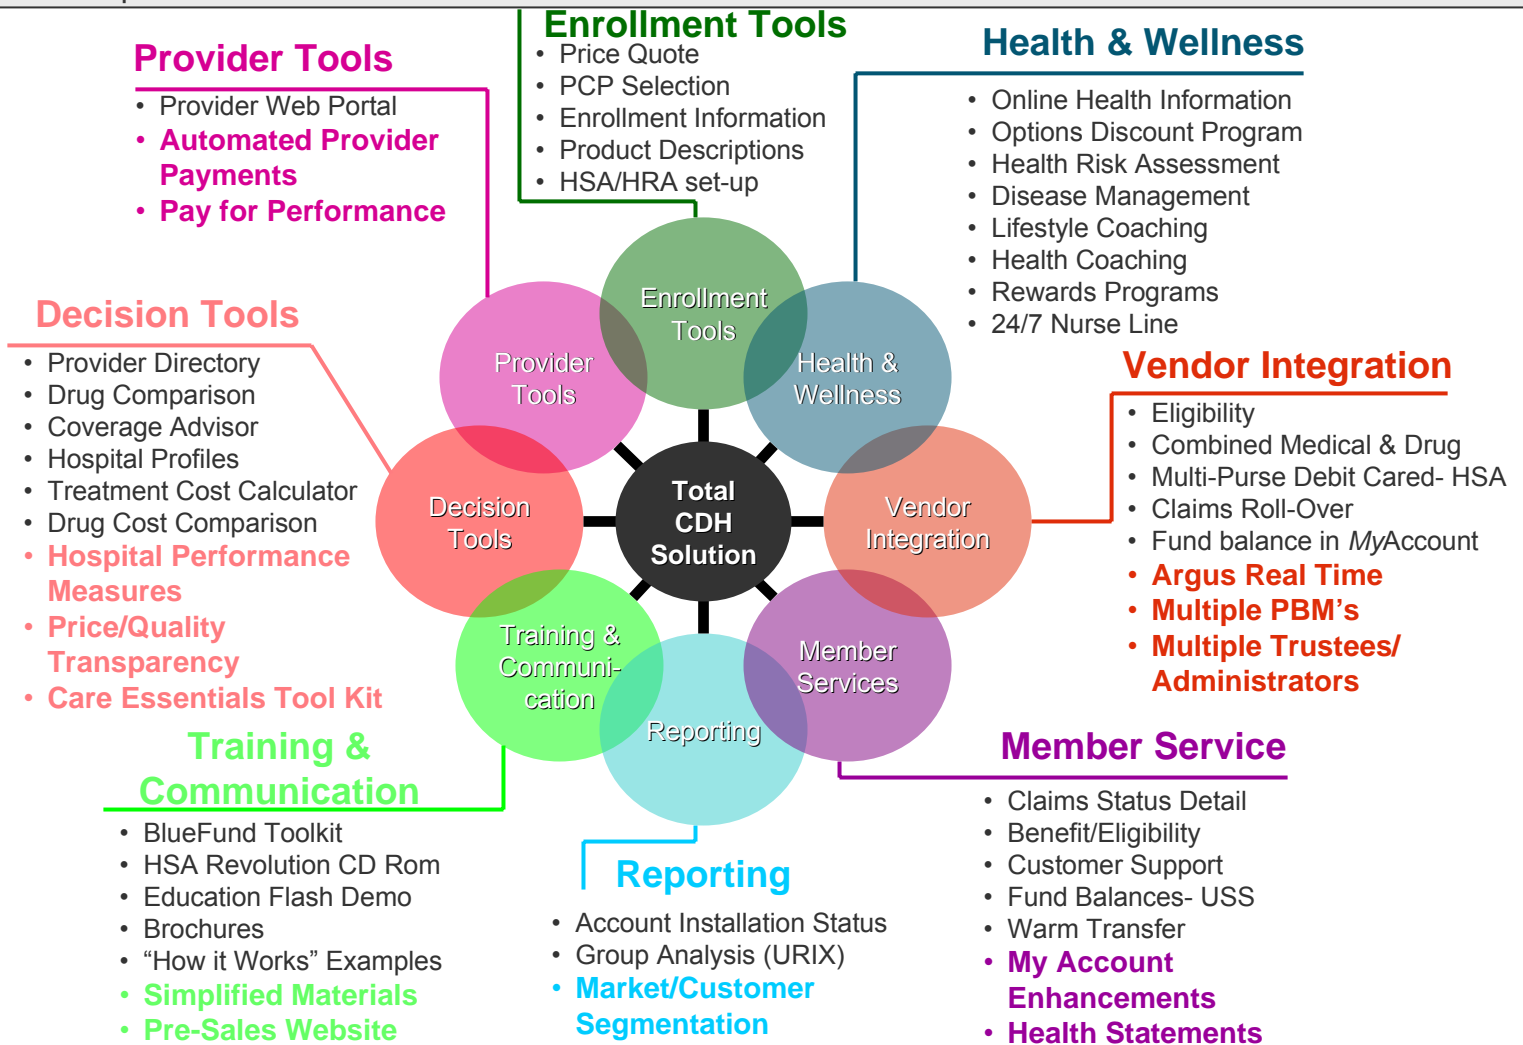 Enrollment Tools
• Price Quote
• PCP Selection
• Enrollment Information
• Product Descriptions
• HSA/HRA set-up
Provider Tools
• Provider Web Portal
• Automated Provider
Payments
• Pay for Performance
Health & Wellness
• Online Health Information
• Options Discount Program
• Health Risk Assessment
• Disease Management
• Lifestyle Coaching
• Health Coaching
• Rewards Programs
• 24/7 Nurse Line
Decision Tools
• Provider Directory
• Drug Comparison
• Coverage Advisor
• Hospital Profiles
• Treatment Cost Calculator
• Drug Cost Comparison
• Hospital Performance
Measures
• Price/Quality
Transparency
• Care Essentials Tool Kit
Enrollment
Tools
Provider
Tools
Health &
Wellness
Decision
Tools
Total
CDH
Solution
Vendor
Integration
Training &
Communi-
cation
Member
Services
Reporting
Vendor Integration
• Eligibility
• Combined Medical & Drug
• Multi-Purse Debit Cared- HSA
• Claims Roll-Over
• Fund balance in MyAccount
• Argus Real Time
• Multiple PBM’s
• Multiple Trustees/
Administrators
Training &
Communication
• BlueFund Toolkit
• HSA Revolution CD Rom
• Education Flash Demo
• Brochures
• “How it Works” Examples
• Simplified Materials
• Pre-Sales Website
Reporting
• Account Installation Status
• Group Analysis (URIX)
• Market/Customer
Segmentation
Member Service
• Claims Status Detail
• Benefit/Eligibility
• Customer Support
• Fund Balances- USS
• Warm Transfer
• My Account
Enhancements
• Health Statements